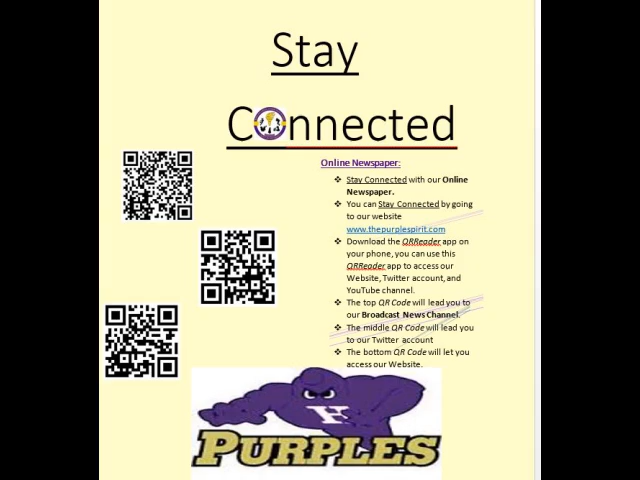 Stay
Connected
Online Newspaper:
❖ Stay Connected with our Online
Newspaper.
❖ You can Stay Connected by going
to our website
www.thepurplespirit.com
❖ Download the QRReader app on
your phone, you can use this
QRReader app to access our
Website, Twitter account, and
YouTube channel.
❖ The top QR Code will lead you to
our Broadcast News Channel.
❖ The middle QR Code will lead you
to our Twitter account
❖ The bottom QR Code will let you
access our Website.
F
PURPLES